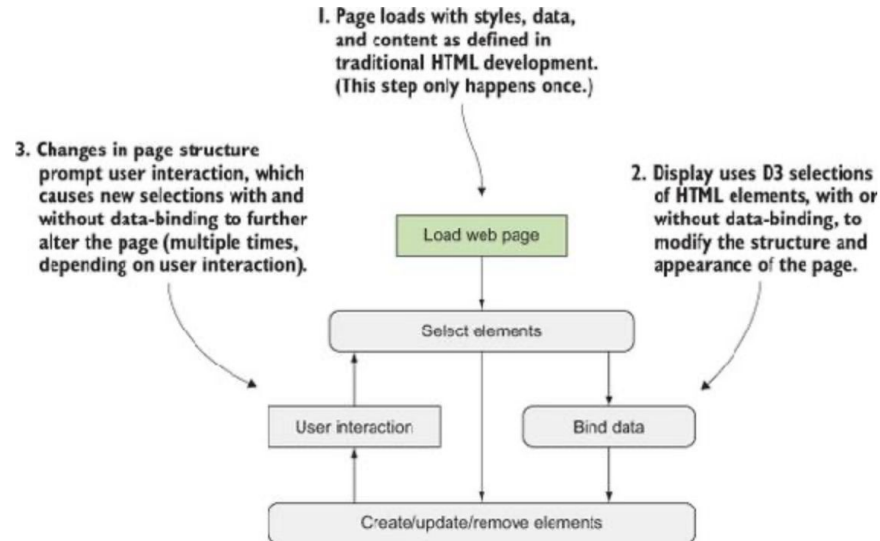 1. Page loads with styles, data,
and content as defined in
traditional HTML development.
(This step only happens once.)
3. Changes in page structure
prompt user interaction, which
causes new selections with and
without data-binding to further
alter the page (multiple times,
depending on user interaction).
2. Display uses D3 selections
of HTML elements, with or
without data-binding, to
modify the structure and
appearance of the page.
Load web page
Select elements
User interaction
Bind data
Create/update/remove elements